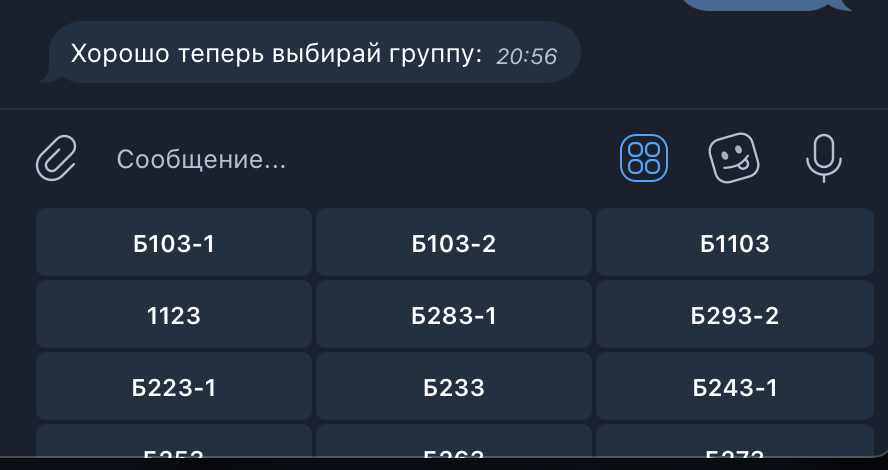 Хорошо теперь выбирай группу: 20:56
Сообщение...
Б103-1 Б103-2 Б1103
1123 Б283-1 Б293-2
Б223-1 Б233 Б243-1